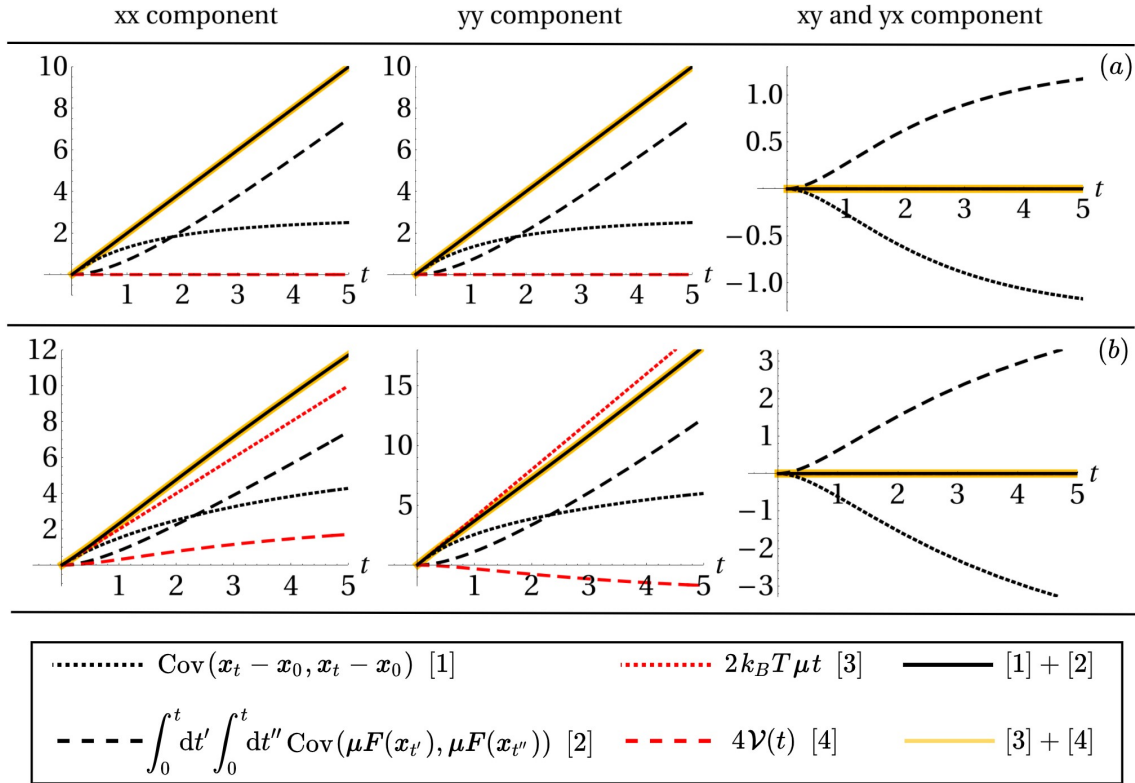 xx component yy component xy and yx component
(a)
10 8 6 4 2 1 2 3 4 5 t
10 8 6 4 2 1 2 3 4 5 t
1.0 0.5 −0.5 −1.0 1 2 3 4 5 t
(b)
12 10 8 6 4 2 1 2 3 4 5 t
15 10 5 1 2 3 4 5 t
3 2 1 −1 −2 −3 1 2 3 4 5 t
Cov(x_t − x_0, x_t − x_0) [1] 2k_BTμt [3] [1] + [2]
∫_0^t dt′ ∫_0^t dt″ Cov(μF(x_{t′}), μF(x_{t″})) [2] 4𝒱(t) [4] [3] + [4]